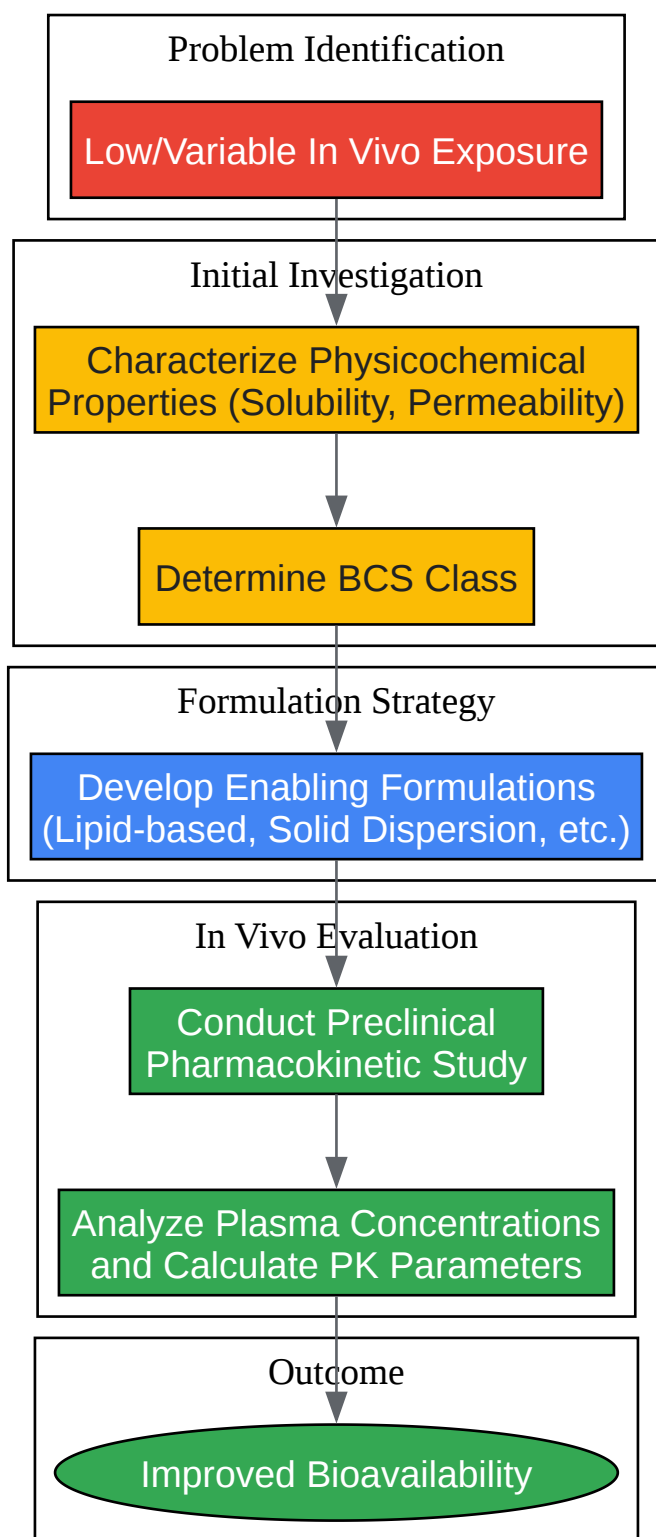 Problem Identification
Low/Variable In Vivo Exposure
Initial Investigation
Characterize Physicochemical
Properties (Solubility, Permeability)
Determine BCS Class
Formulation Strategy
Develop Enabling Formulations
(Lipid-based, Solid Dispersion, etc.)
In Vivo Evaluation
Conduct Preclinical
Pharmacokinetic Study
Analyze Plasma Concentrations
and Calculate PK Parameters
Outcome
Improved Bioavailability